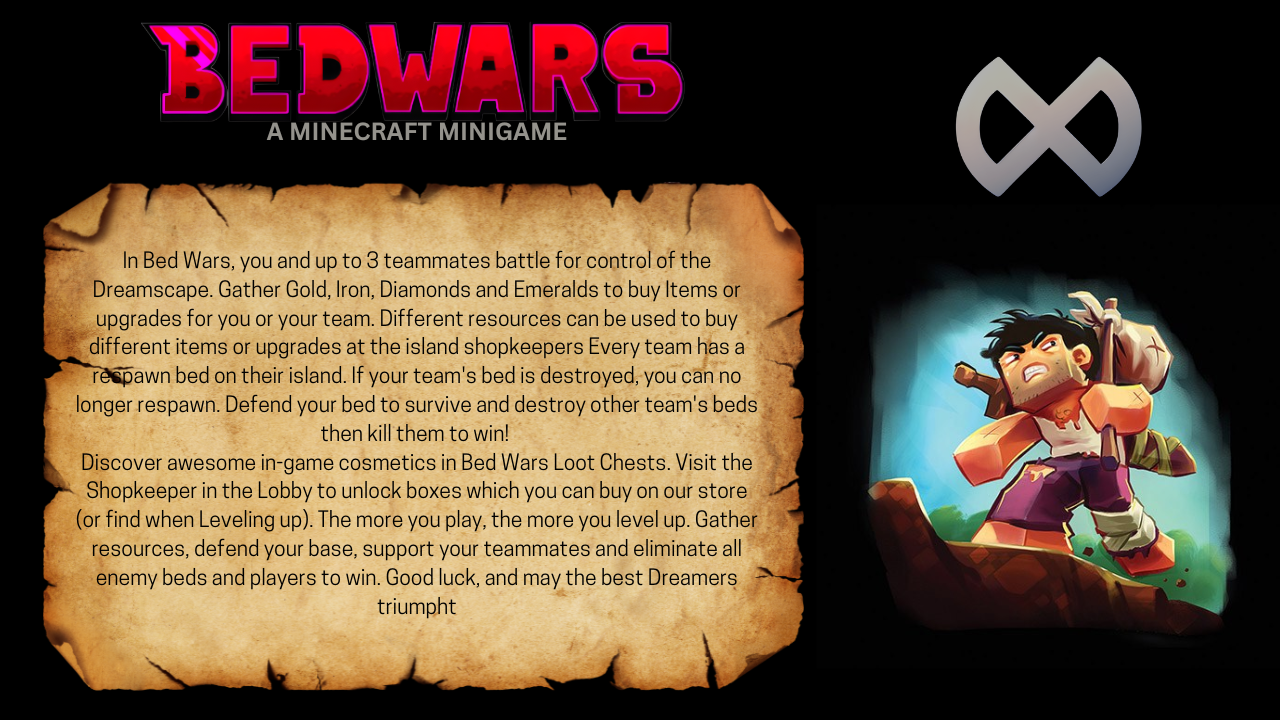 BEDWARS
A MINECRAFT MINIGAME
In Bed Wars, you and up to 3 teammates battle for control of the
Dreamscape. Gather Gold, Iron, Diamonds and Emeralds to buy Items or
upgrades for you or your team. Different resources can be used to buy
different items or upgrades at the island shopkeepers Every team has a
respawn bed on their island. If your team's bed is destroyed, you can no
longer respawn. Defend your bed to survive and destroy other team's beds
then kill them to win!
Discover awesome in-game cosmetics in Bed Wars Loot Chests. Visit the
Shopkeeper in the Lobby to unlock boxes which you can buy on our store
(or find when Leveling up). The more you play, the more you level up. Gather
resources, defend your base, support your teammates and eliminate all
enemy beds and players to win. Good luck, and may the best Dreamers
triumpht